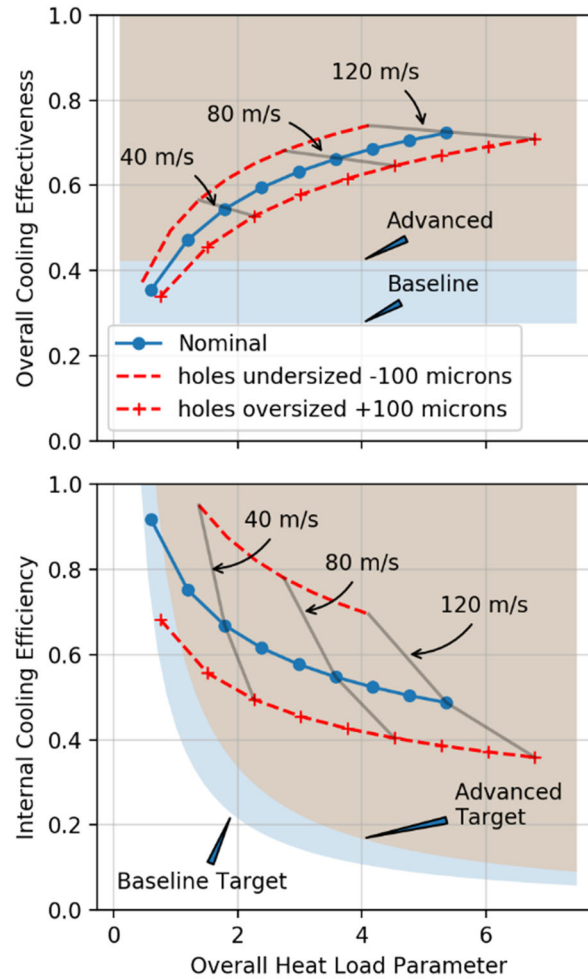 1.0
0.8
0.6
0.4
0.2
0.0
Overall Cooling Effectiveness
120 m/s
80 m/s
40 m/s
Advanced
Baseline
Nominal
holes undersized -100 microns
holes oversized +100 microns
1.0
0.8
0.6
0.4
0.2
0.0
Internal Cooling Efficiency
40 m/s
80 m/s
120 m/s
Advanced
Target
Baseline Target
0 2 4 6
Overall Heat Load Parameter